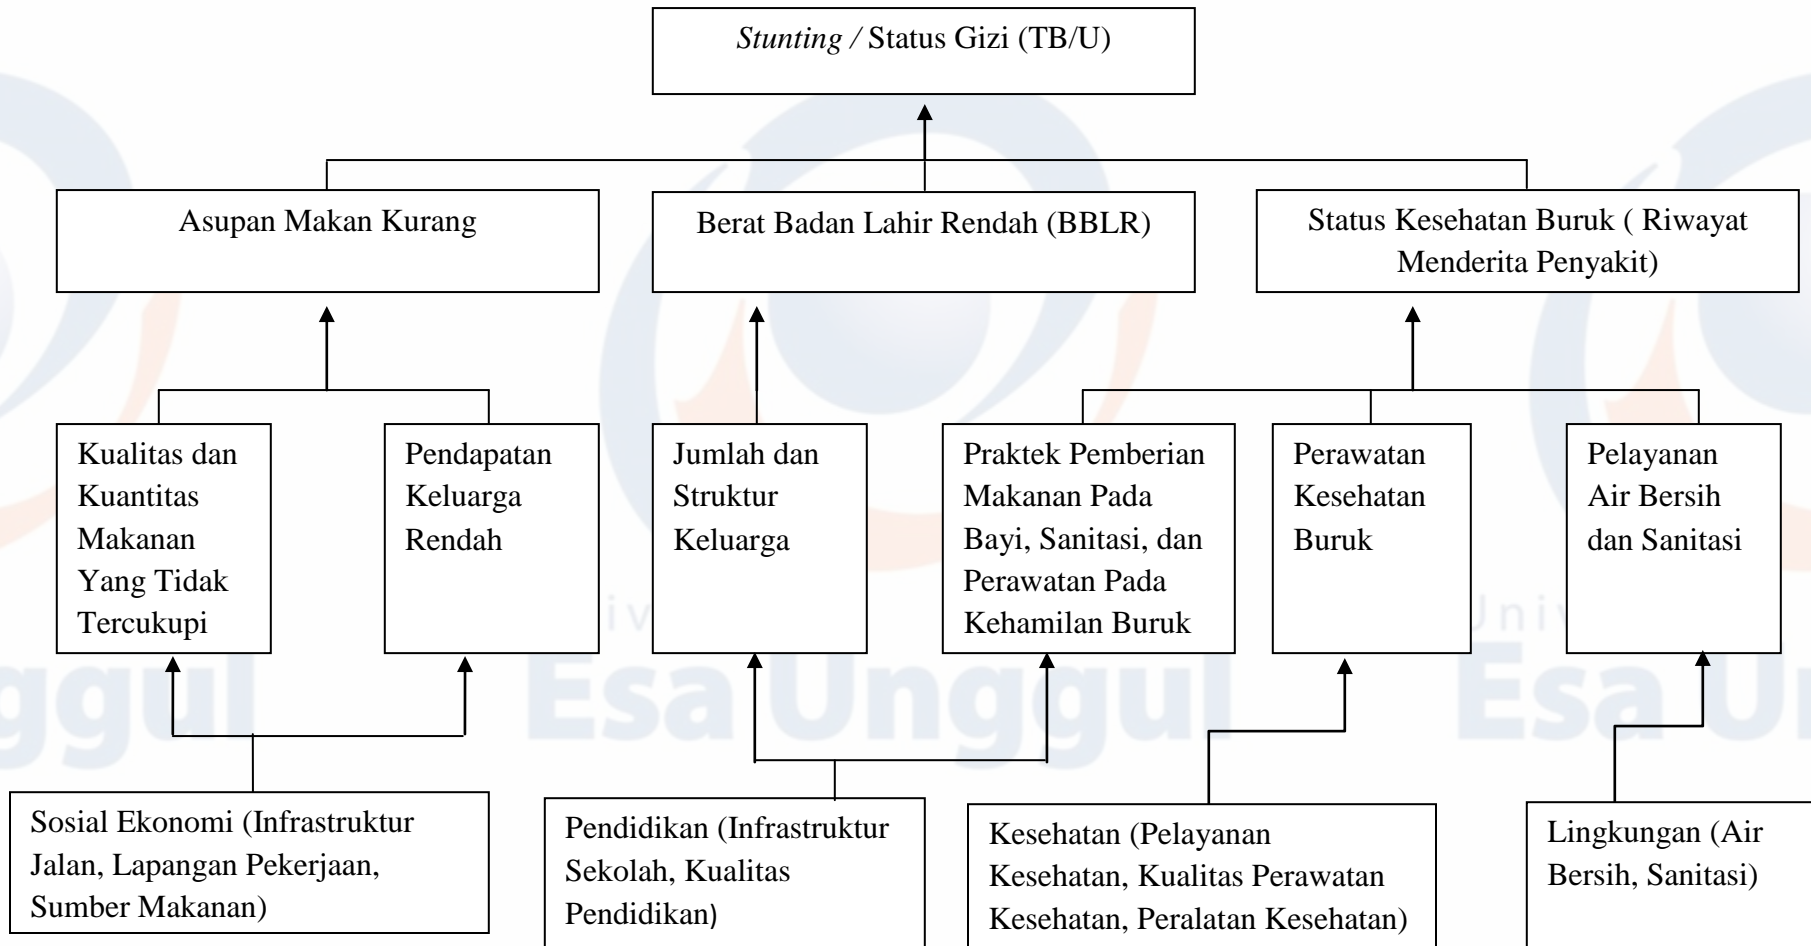 Stunting / Status Gizi (TB/U)
Asupan Makan Kurang
Berat Badan Lahir Rendah (BBLR)
Status Kesehatan Buruk ( Riwayat
Menderita Penyakit)
Kualitas dan
Kuantitas
Makanan
Yang Tidak
Tercukupi
Pendapatan
Keluarga
Rendah
Jumlah dan
Struktur
Keluarga
Praktek Pemberian
Makanan Pada
Bayi, Sanitasi, dan
Perawatan Pada
Kehamilan Buruk
Perawatan
Kesehatan
Buruk
Pelayanan
Air Bersih
dan Sanitasi
Sosial Ekonomi (Infrastruktur
Jalan, Lapangan Pekerjaan,
Sumber Makanan)
Pendidikan (Infrastruktur
Sekolah, Kualitas
Pendidikan)
Kesehatan (Pelayanan
Kesehatan, Kualitas Perawatan
Kesehatan, Peralatan Kesehatan)
Lingkungan (Air
Bersih, Sanitasi)
Esa Unggul